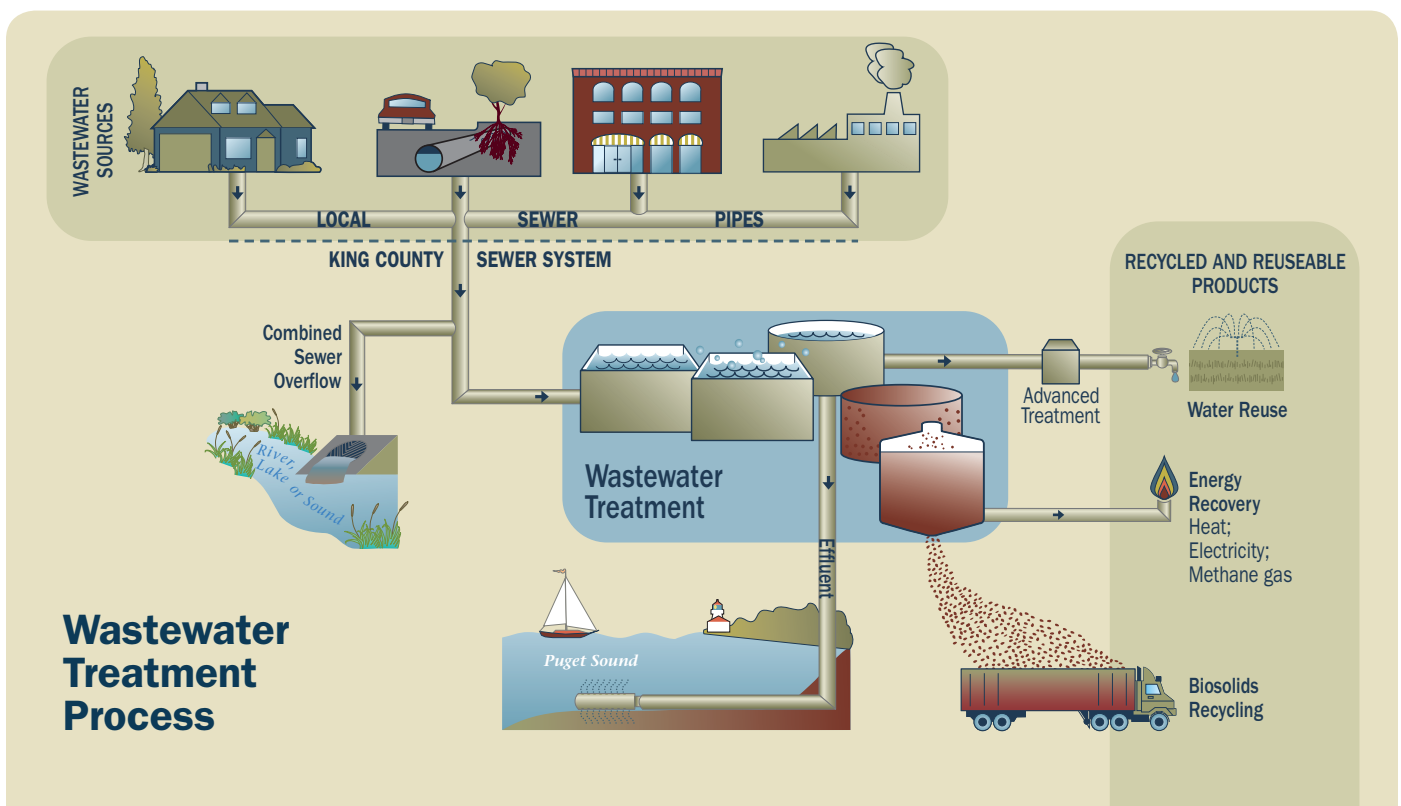 WASTEWATER
SOURCES
LOCAL SEWER PIPES
KING COUNTY SEWER SYSTEM
RECYCLED AND REUSEABLE
PRODUCTS
Combined
Sewer
Overflow
River,
Lake or Sound
Wastewater
Treatment
Advanced
Treatment
Water Reuse
Energy
Recovery
Heat;
Electricity;
Methane gas
Effluent
Puget Sound
Biosolids
Recycling
Wastewater
Treatment
Process